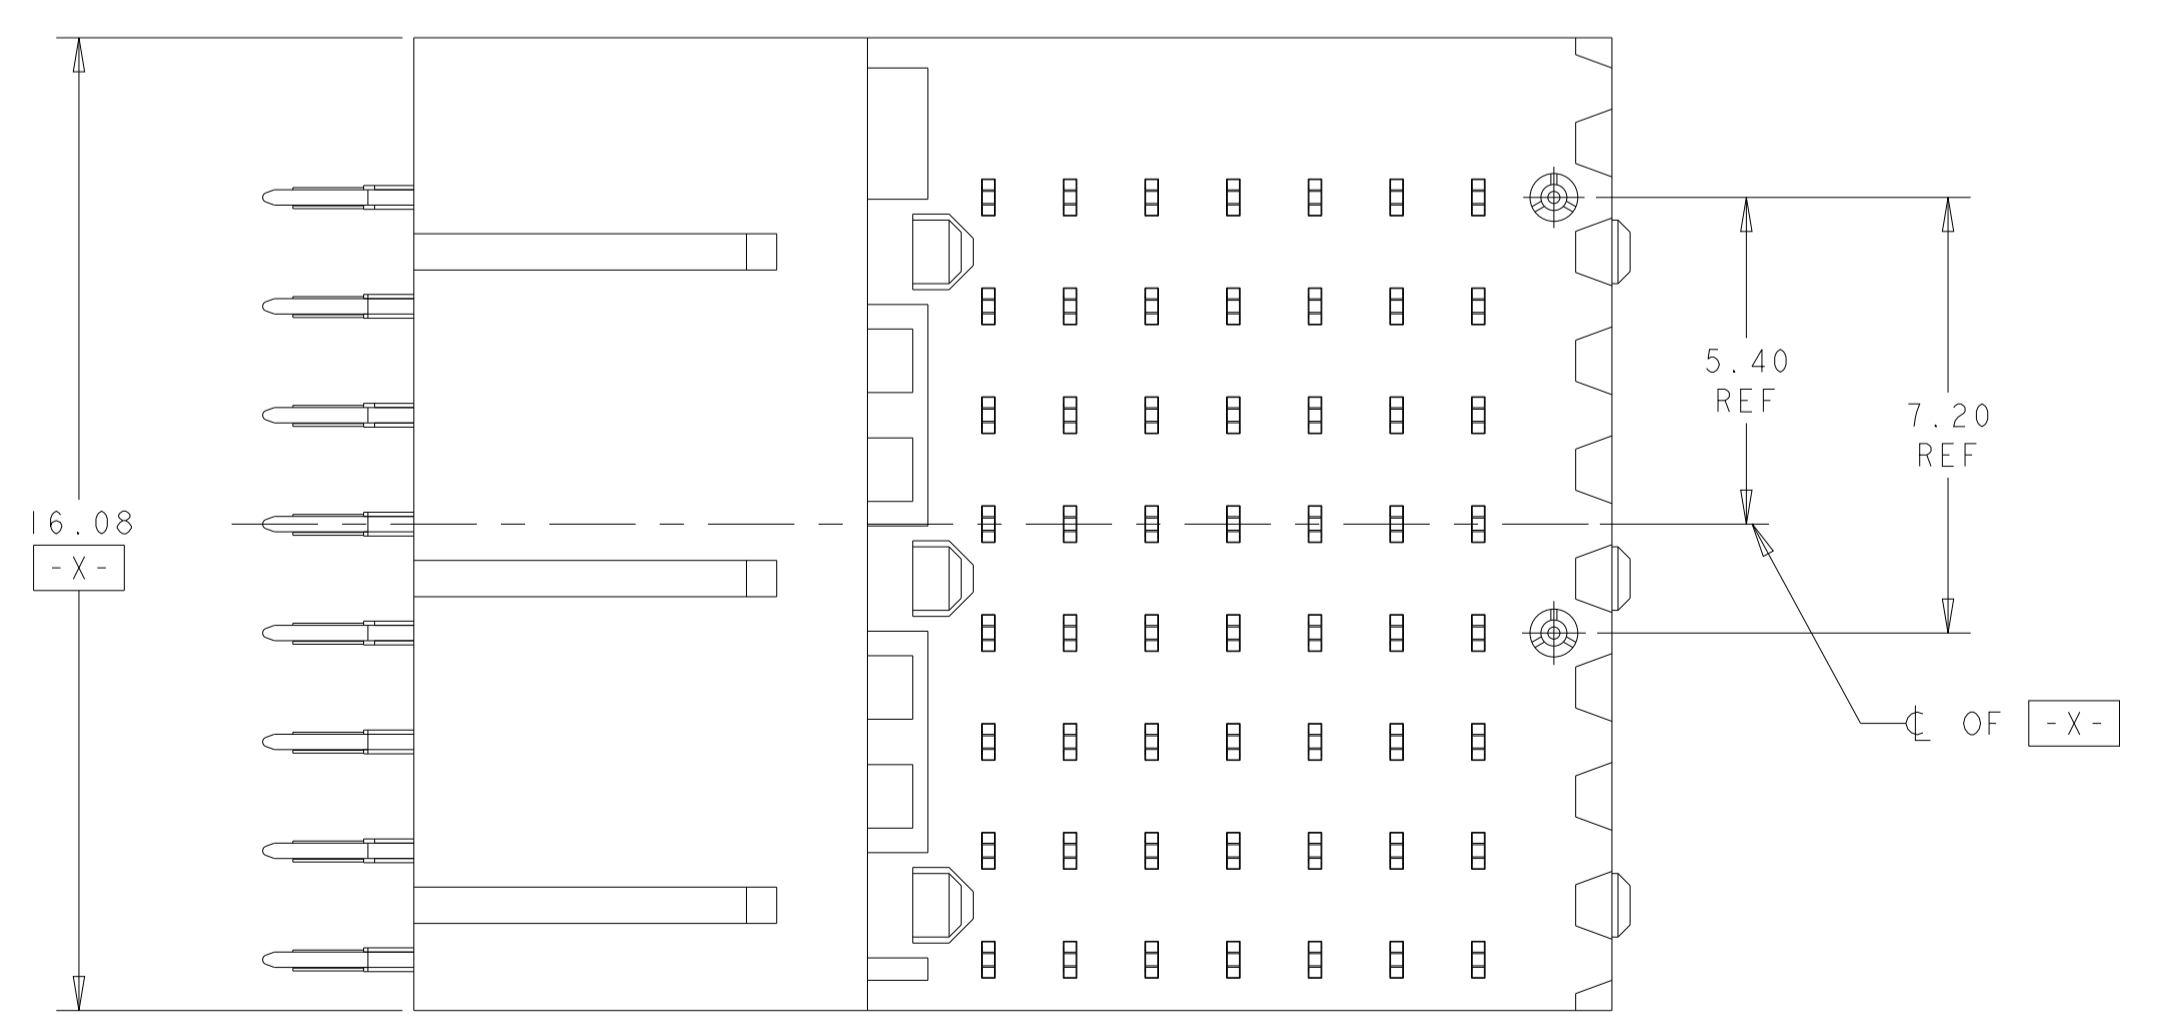 16.08
-X-
5.40
REF
7.20
REF
℄ OF -X-